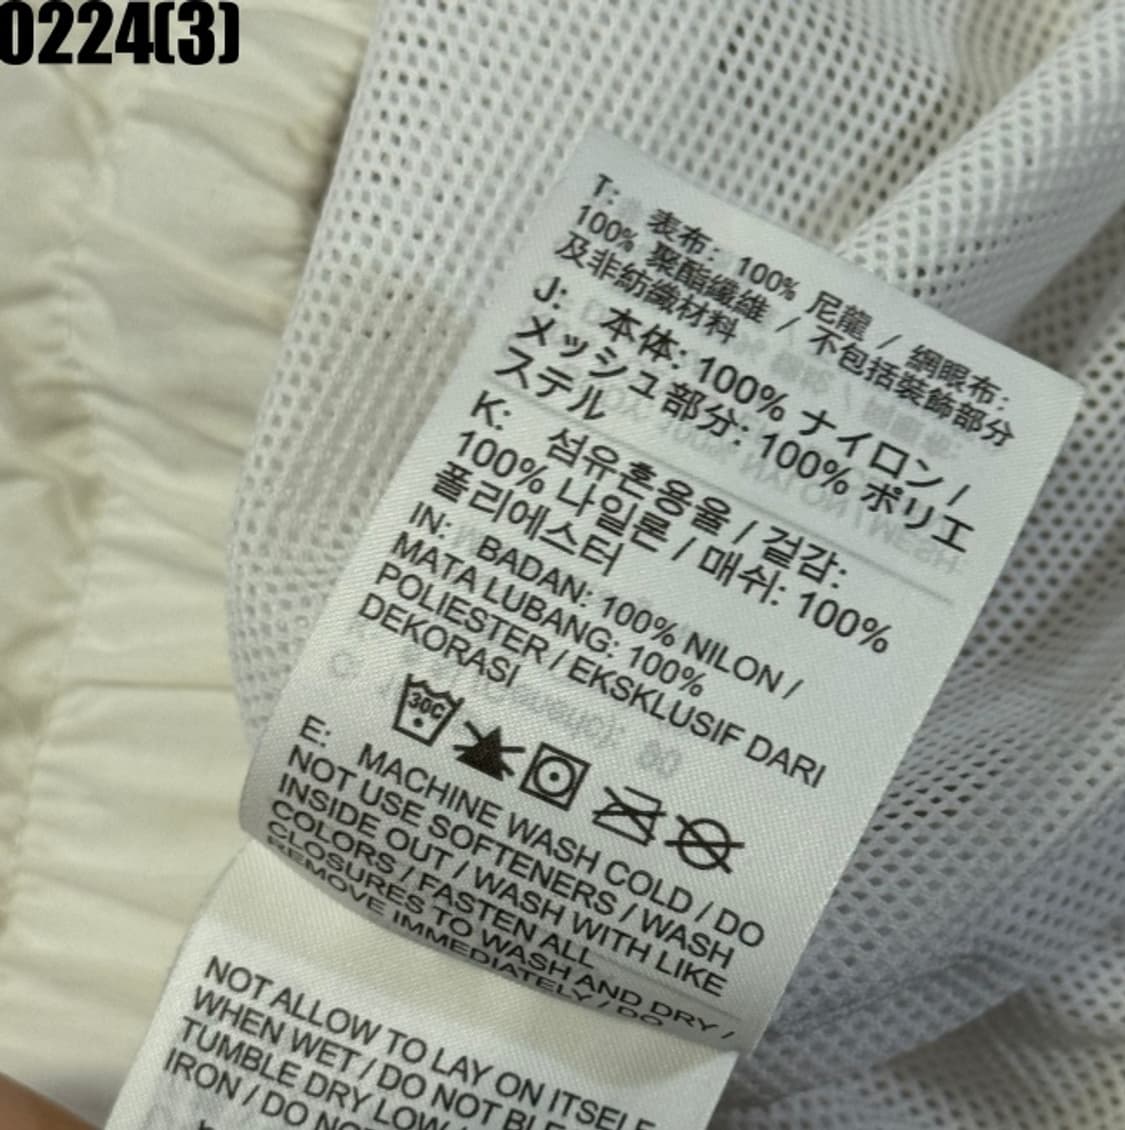 0224(3)
T: 表布: 100% 尼龍 / 網眼布:
100% 聚酯纖維 / 不包括裝飾部分
及非紡織材料
J: 本体: 100% ナイロン /
メッシュ部分: 100% ポリエ
ステル
K: 섬유혼용율 / 겉감:
100% 나일론 / 매쉬: 100%
폴리에스터
IN: BADAN: 100% NILON /
MATA LUBANG: 100%
POLIESTER / EKSKLUSIF DARI
DEKORASI
30C
E: MACHINE WASH COLD / DO
NOT USE SOFTENERS / WASH
INSIDE OUT / WASH WITH LIKE
COLORS / FASTEN ALL
CLOSURES TO WASH AND DRY /
REMOVE IMMEDIATELY / DO
NOT ALLOW TO LAY ON ITSELF
WHEN WET / DO NOT
TUMBLE DRY LOW
IRON / DO